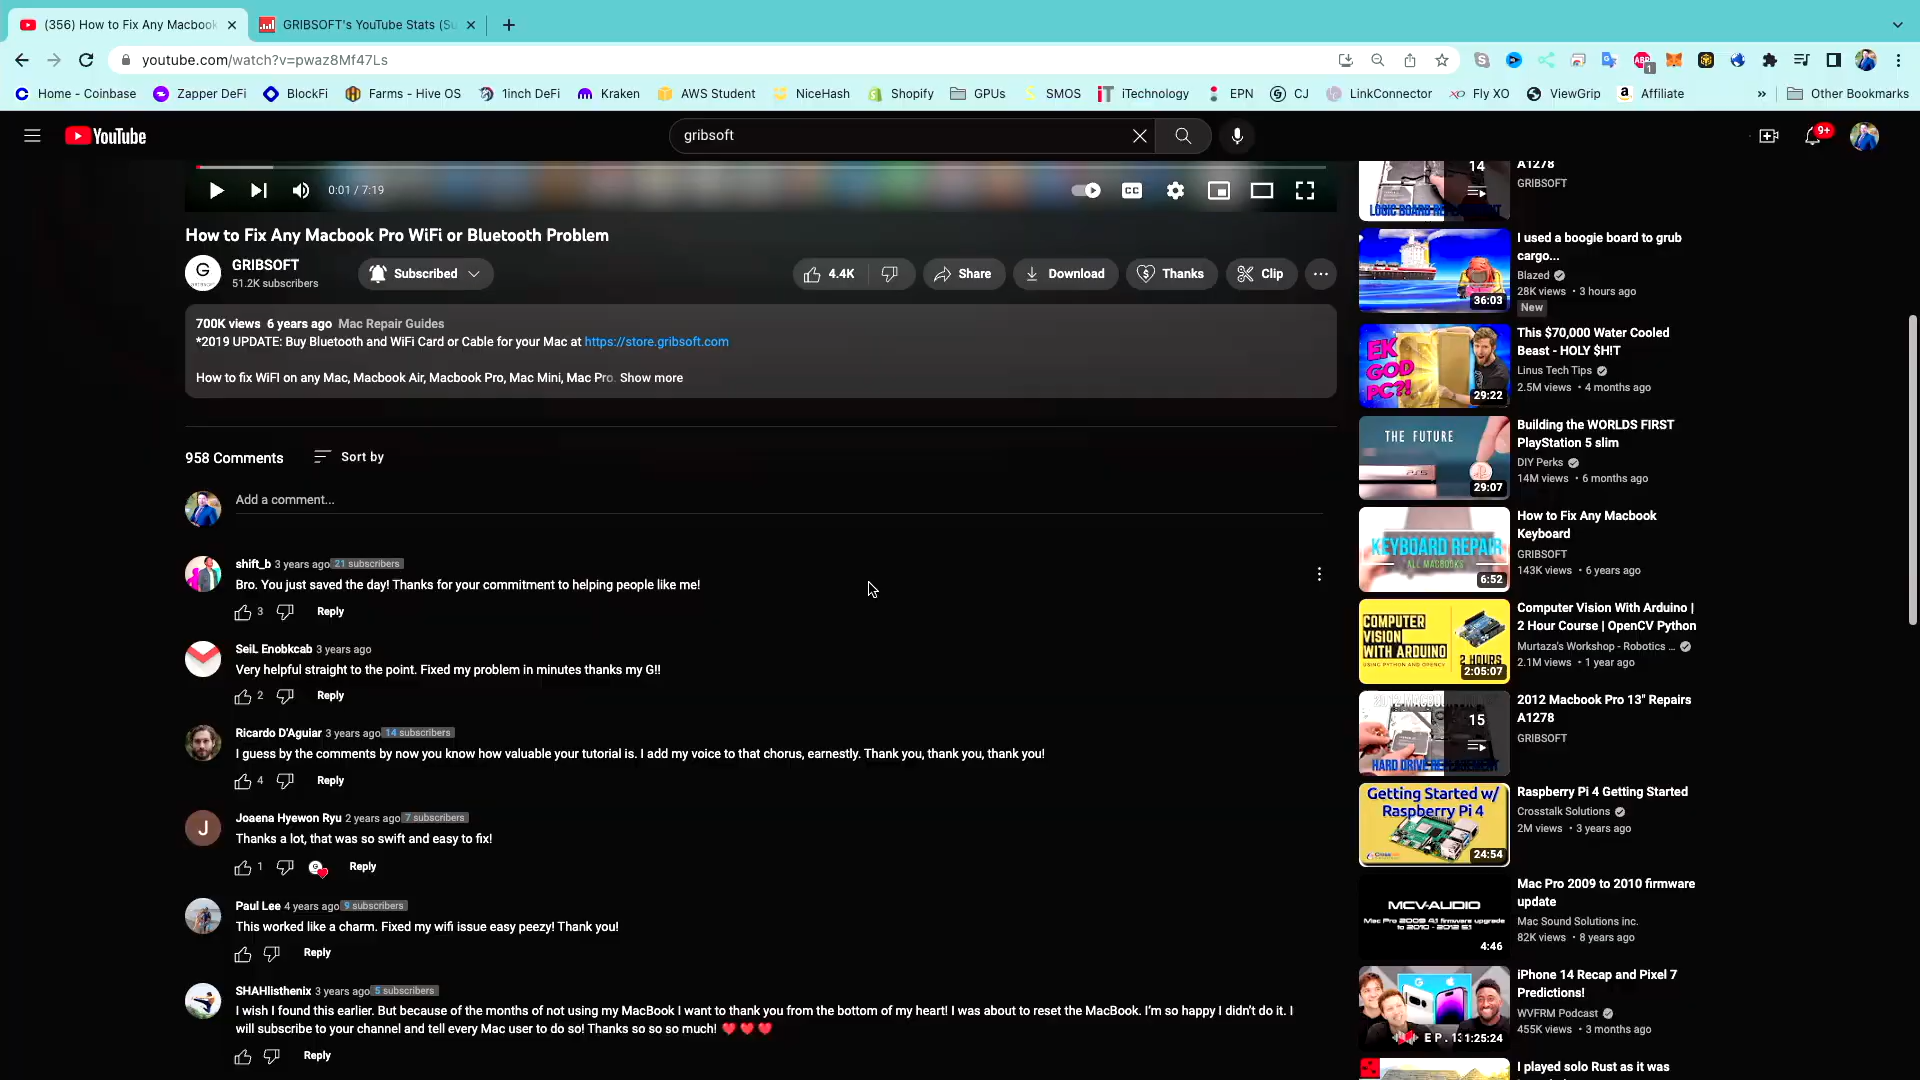 (356) How to Fix Any Macbook
GRIBSOFT's YouTube Stats (Su
youtube.com/watch?v=pwaz8Mf47Ls
1
Home - Coinbase
Zapper DeFi
BlockFi
Farms - Hive OS
1inch DeFi
Kraken
AWS Student
NiceHash
Shopify
GPUs
SMOS
iTechnology
EPN
CJ
LinkConnector
Fly XO
ViewGrip
Affiliate
»
Other Bookmarks
YouTube
gribsoft
9+
0:01 / 7:19
CC
How to Fix Any Macbook Pro WiFi or Bluetooth Problem
G
GRIBSOFT
51.2K subscribers
Subscribed
4.4K
Share
Download
Thanks
Clip
700K views 6 years ago Mac Repair Guides
*2019 UPDATE: Buy Bluetooth and WiFi Card or Cable for your Mac at https://store.gribsoft.com
How to fix WiFI on any Mac, Macbook Air, Macbook Pro, Mac Mini, Mac Pro. Show more
958 Comments
Sort by
Add a comment...
shift_b 3 years ago 21 subscribers
Bro. You just saved the day! Thanks for your commitment to helping people like me!
3
Reply
SeiL Enobkcab 3 years ago
Very helpful straight to the point. Fixed my problem in minutes thanks my G!!
2
Reply
Ricardo D'Aguiar 3 years ago 14 subscribers
I guess by the comments by now you know how valuable your tutorial is. I add my voice to that chorus, earnestly. Thank you, thank you, thank you!
4
Reply
J
Joaena Hyewon Ryu 2 years ago 7 subscribers
Thanks a lot, that was so swift and easy to fix!
1
Reply
Paul Lee 4 years ago 9 subscribers
This worked like a charm. Fixed my wifi issue easy peezy! Thank you!
Reply
SHAHlisthenix 3 years ago 5 subscribers
I wish I found this earlier. But because of the months of not using my MacBook I want to thank you from the bottom of my heart! I was about to reset the MacBook. I'm so happy I didn't do it. I
will subscribe to your channel and tell every Mac user to do so! Thanks so so so much! ❤️ ❤️ ❤️
Reply
14
LOGIC BOARD REPLACEMENT
A1278
GRIBSOFT
36:03
I used a boogie board to grub
cargo...
Blazed
28K views • 3 hours ago
New
EK
GOD
PC?!
29:22
This $70,000 Water Cooled
Beast - HOLY $H!T
Linus Tech Tips
2.5M views • 4 months ago
THE FUTURE
29:07
Building the WORLDS FIRST
PlayStation 5 slim
DIY Perks
14M views • 6 months ago
KEYBOARD REPAIR
ALL MACBOOKS
6:52
How to Fix Any Macbook
Keyboard
GRIBSOFT
143K views • 6 years ago
COMPUTER
VISION
WITH ARDUINO
USING PYTHON AND OPENCV
2 HOURS
2:05:07
Computer Vision With Arduino |
2 Hour Course | OpenCV Python
Murtaza's Workshop - Robotics ...
2.1M views • 1 year ago
15
HARD DRIVE REPLACEMENT
2012 Macbook Pro 13" Repairs
A1278
GRIBSOFT
Getting Started w/
Raspberry Pi 4
24:54
Raspberry Pi 4 Getting Started
Crosstalk Solutions
2M views • 3 years ago
MCV-AUDIO
Mac Pro 2009 4,1 firmware upgrade
to 2010 - 2012 5,1
4:46
Mac Pro 2009 to 2010 firmware
update
Mac Sound Solutions inc.
82K views • 8 years ago
EP. 13
1:25:24
iPhone 14 Recap and Pixel 7
Predictions!
WVFRM Podcast
455K views • 3 months ago
I played solo Rust as it was